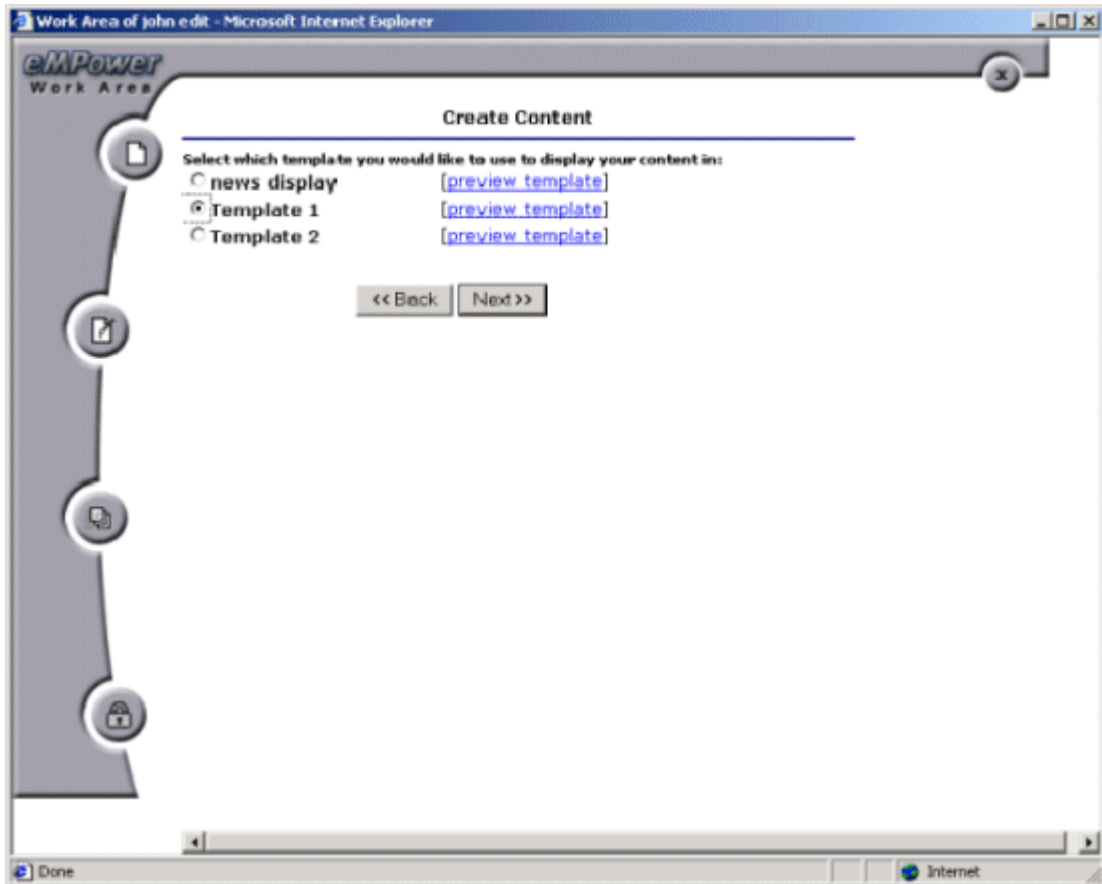 Work Area of john edit - Microsoft Internet Explorer
eMPower
Work Area
x
Create Content
Select which template you would like to use to display your content in:
news display [preview template]
Template 1 [preview template]
Template 2 [preview template]
<< Back Next >>
Done Internet